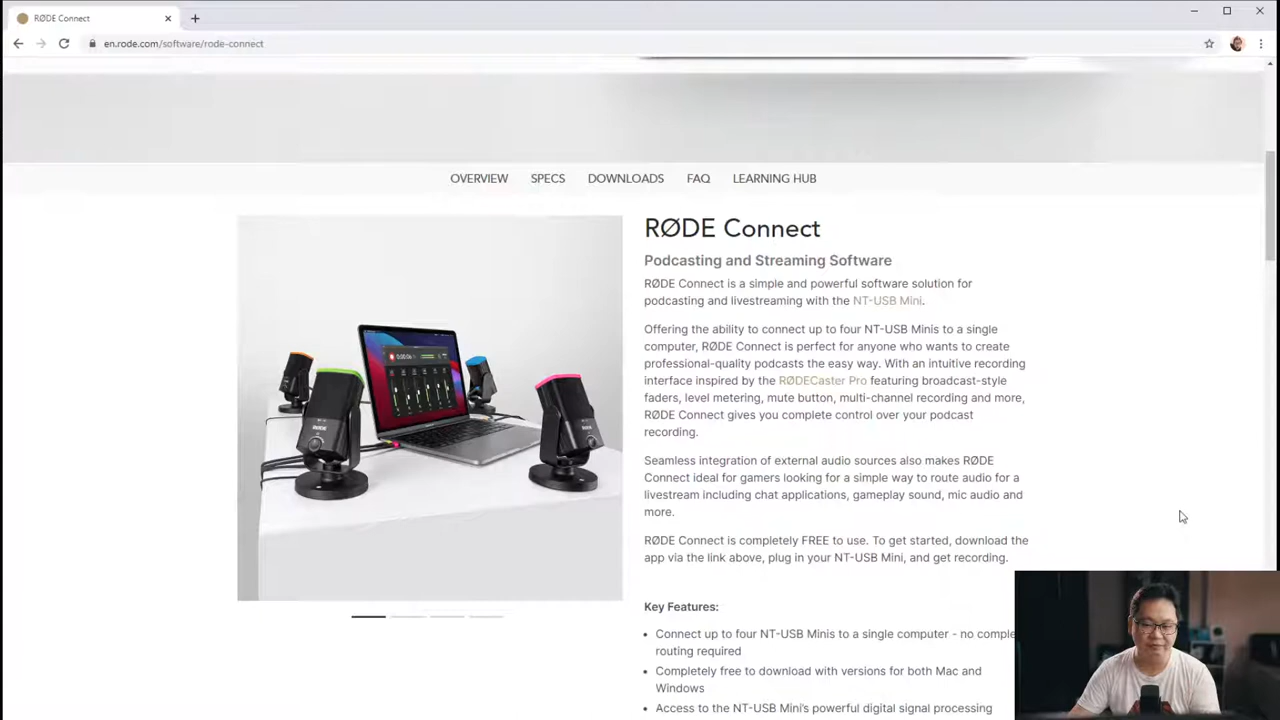 RØDE Connect
en.rode.com/software/rode-connect
OVERVIEW SPECS DOWNLOADS FAQ LEARNING HUB
RØDE Connect
Podcasting and Streaming Software
RØDE Connect is a simple and powerful software solution for
podcasting and livestreaming with the NT-USB Mini.
Offering the ability to connect up to four NT-USB Minis to a single
computer, RØDE Connect is perfect for anyone who wants to create
professional-quality podcasts the easy way. With an intuitive recording
interface inspired by the RØDECaster Pro featuring broadcast-style
faders, level metering, mute button, multi-channel recording and more,
RØDE Connect gives you complete control over your podcast
recording.
Seamless integration of external audio sources also makes RØDE
Connect ideal for gamers looking for a simple way to route audio for a
livestream including chat applications, gameplay sound, mic audio and
more.
RØDE Connect is completely FREE to use. To get started, download the
app via the link above, plug in your NT-USB Mini, and get recording.
Key Features:
• Connect up to four NT-USB Minis to a single computer - no comple
routing required
• Completely free to download with versions for both Mac and
Windows
• Access to the NT-USB Mini's powerful digital signal processing
RØDE
RØDE